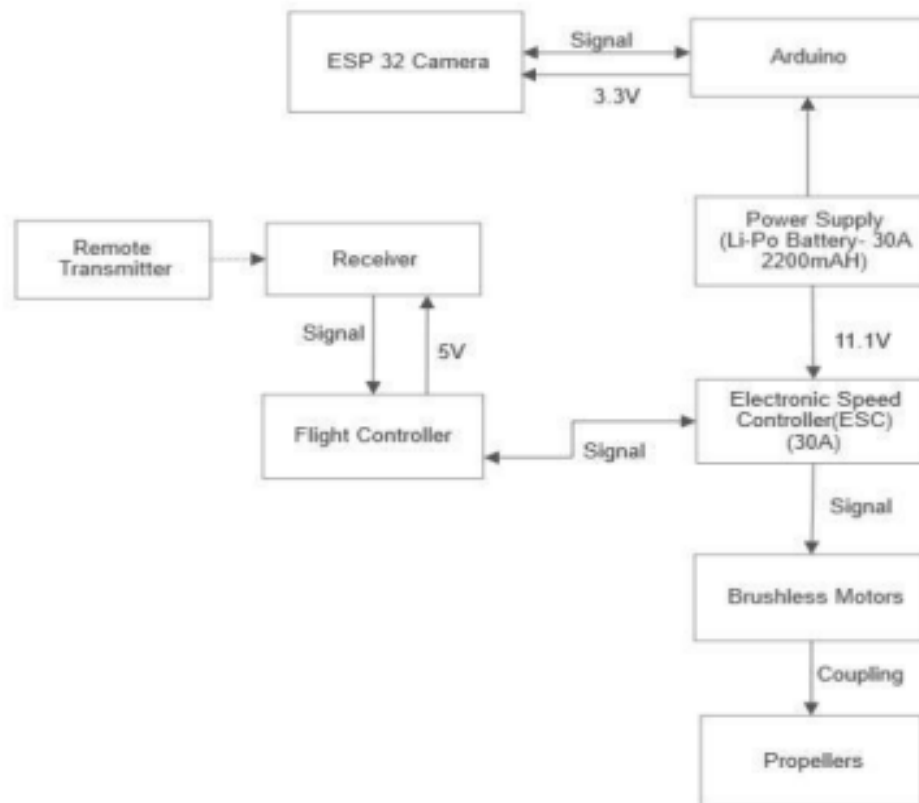 ESP 32 Camera
Signal
3.3V
Arduino
Power Supply
(Li-Po Battery- 30A
2200mAH)
Remote
Transmitter
Receiver
Signal
5V
11.1V
Flight Controller
Signal
Electronic Speed
Controller(ESC)
(30A)
Signal
Brushless Motors
Coupling
Propellers